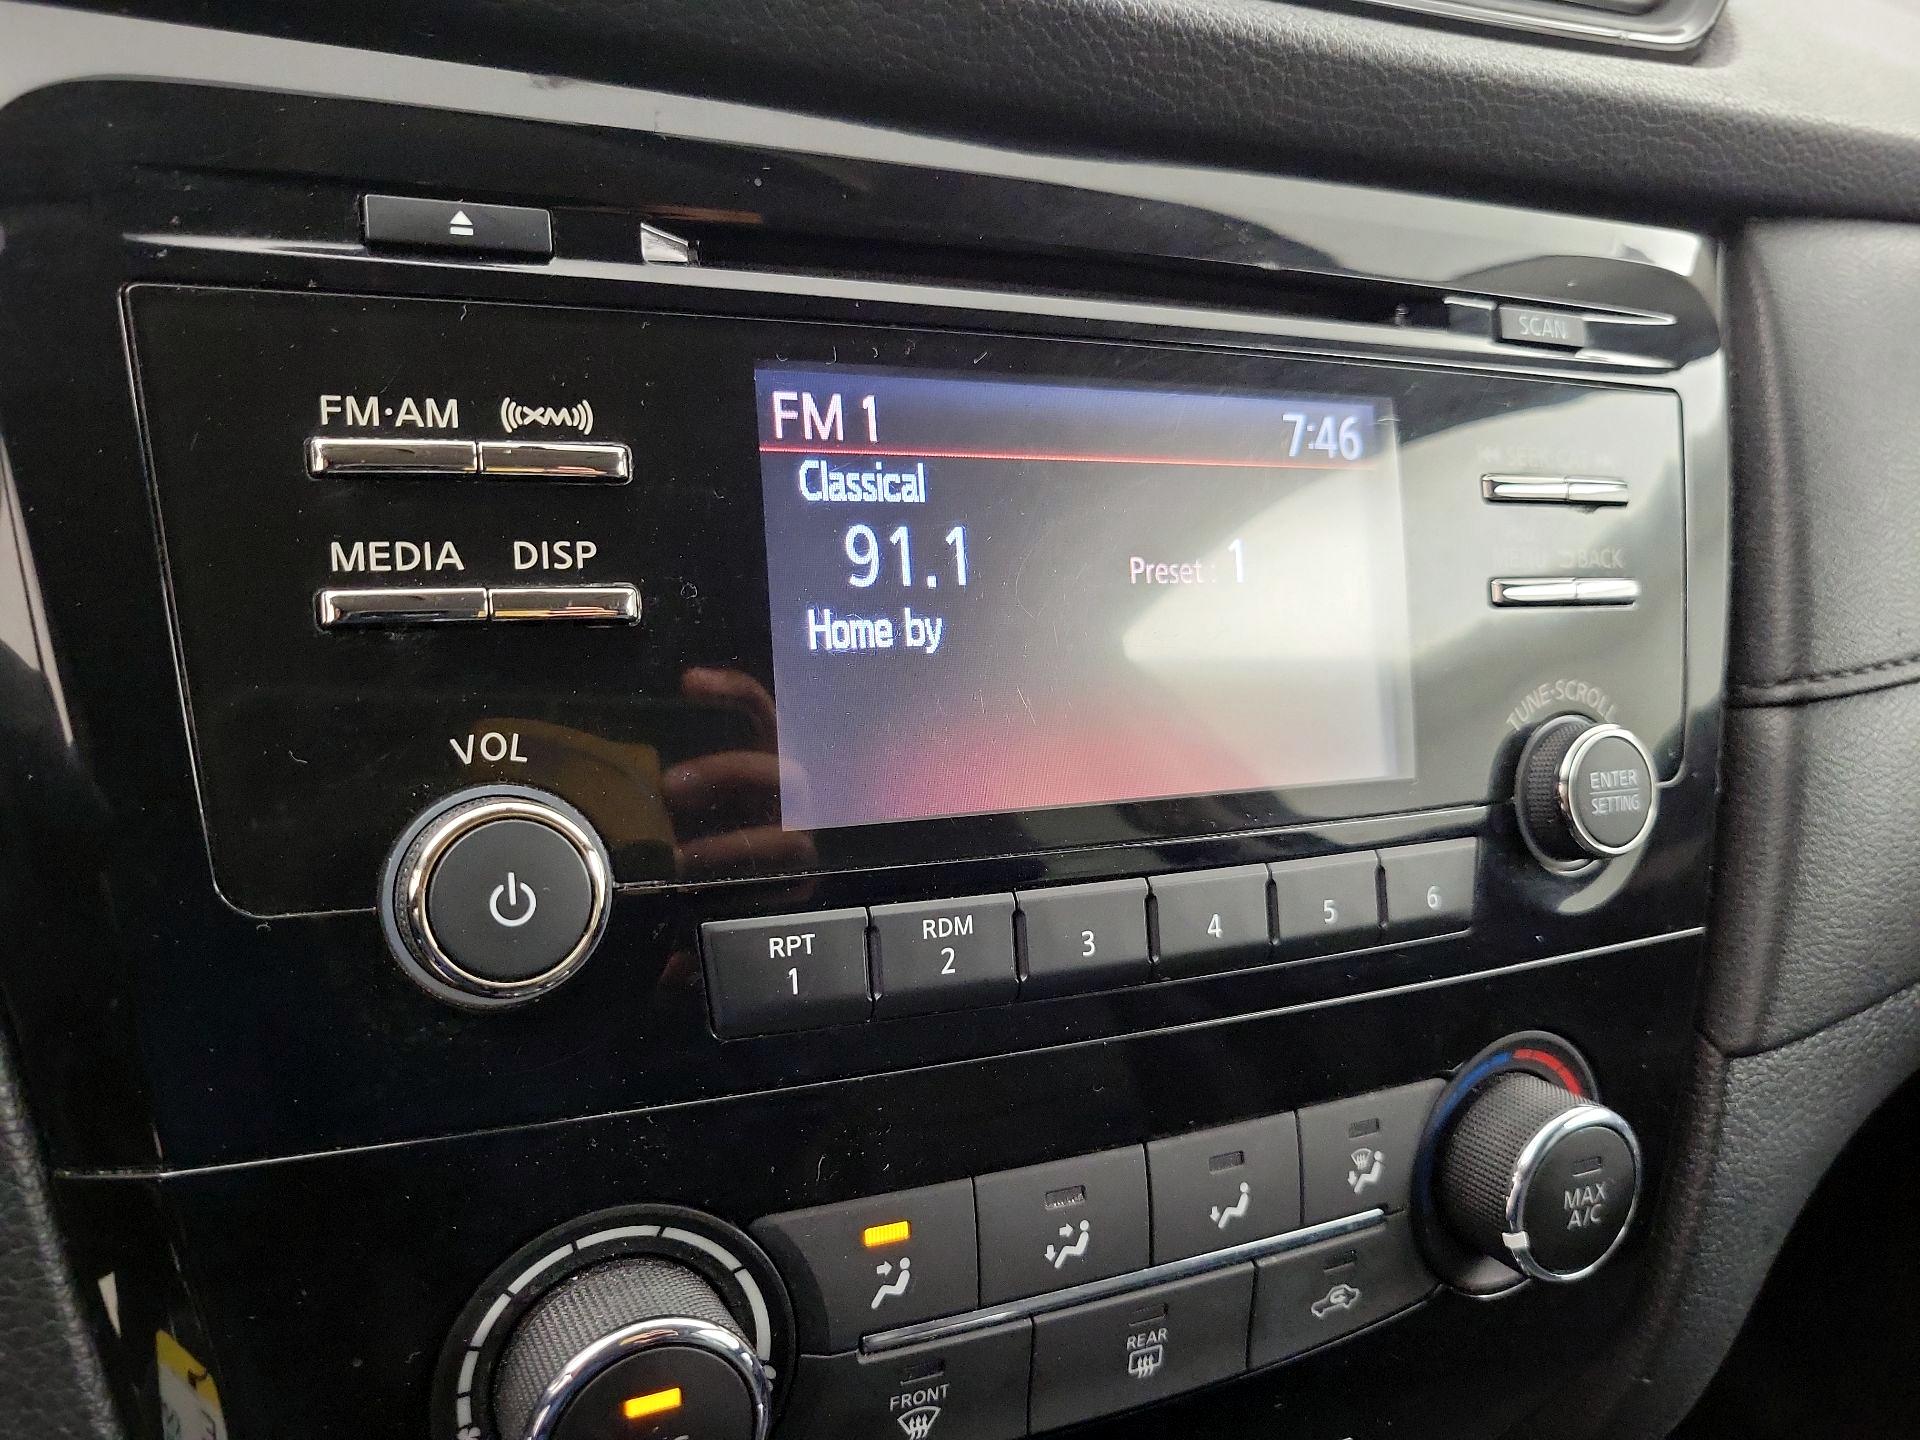 SCAN
FM·AM
XM
FM 1
7:46
Classical
91.1
Preset : 1
Home by
MEDIA
DISP
BACK
VOL
TUNE·SCROLL
ENTER
SETTING
RPT
1
RDM
2
3
4
5
6
MAX
A/C
REAR
FRONT